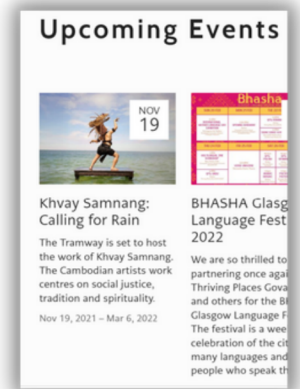 Upcoming Events
NOV
19
Bhasha
Khvay Samnang:
Calling for Rain
The Tramway is set to host
the work of Khvay Samnang.
The Cambodian artists work
centres on social justice,
tradition and spirituality.
Nov 19, 2021 – Mar 6, 2022
BHASHA Glasg
Language Fest
2022
We are so thrilled to
partnering once agai
Thriving Places Gova
and others for the Bh
Glasgow Language F
The festival is a wee
celebration of the cit
many languages and
people who speak th